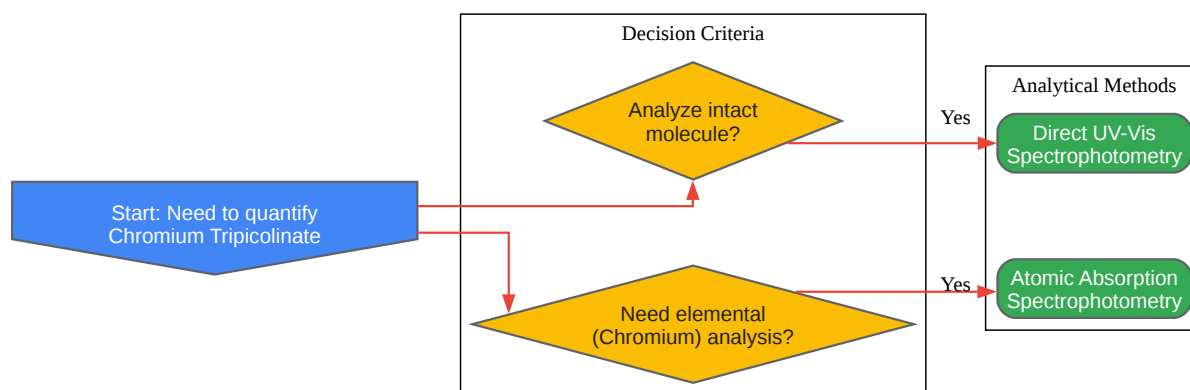 Decision Criteria
Analyze intact
molecule?
Yes
Analytical Methods
Direct UV-Vis
Spectrophotometry
Start: Need to quantify
Chromium Tripicolinate
Need elemental
(Chromium) analysis?
Yes
Atomic Absorption
Spectrophotometry